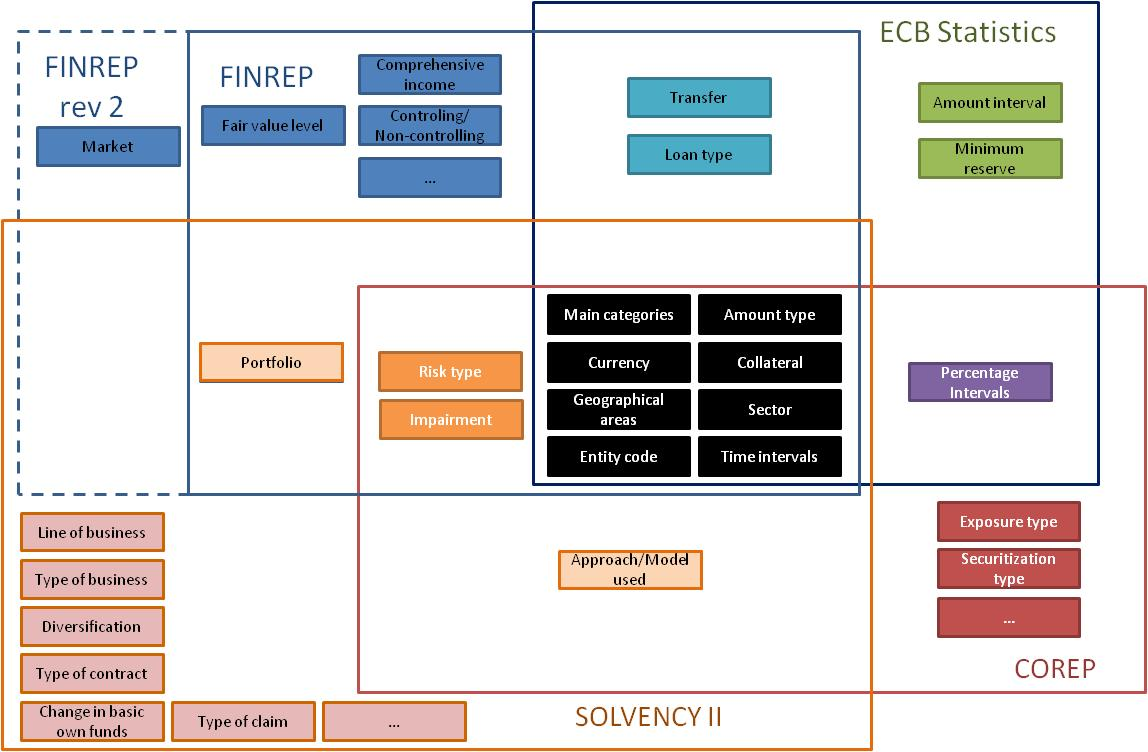 ECB Statistics
FINREP
rev 2
FINREP
Comprehensive
income
Market
Fair value level
Controling/
Non-controlling
...
Transfer
Loan type
Amount interval
Minimum
reserve
Portfolio
Risk type
Impairment
Main categories
Amount type
Currency
Collateral
Geographical
areas
Sector
Entity code
Time intervals
Percentage
Intervals
Line of business
Type of business
Diversification
Type of contract
Change in basic
own funds
Type of claim
...
Approach/Model
used
Exposure type
Securitization
type
...
COREP
SOLVENCY II